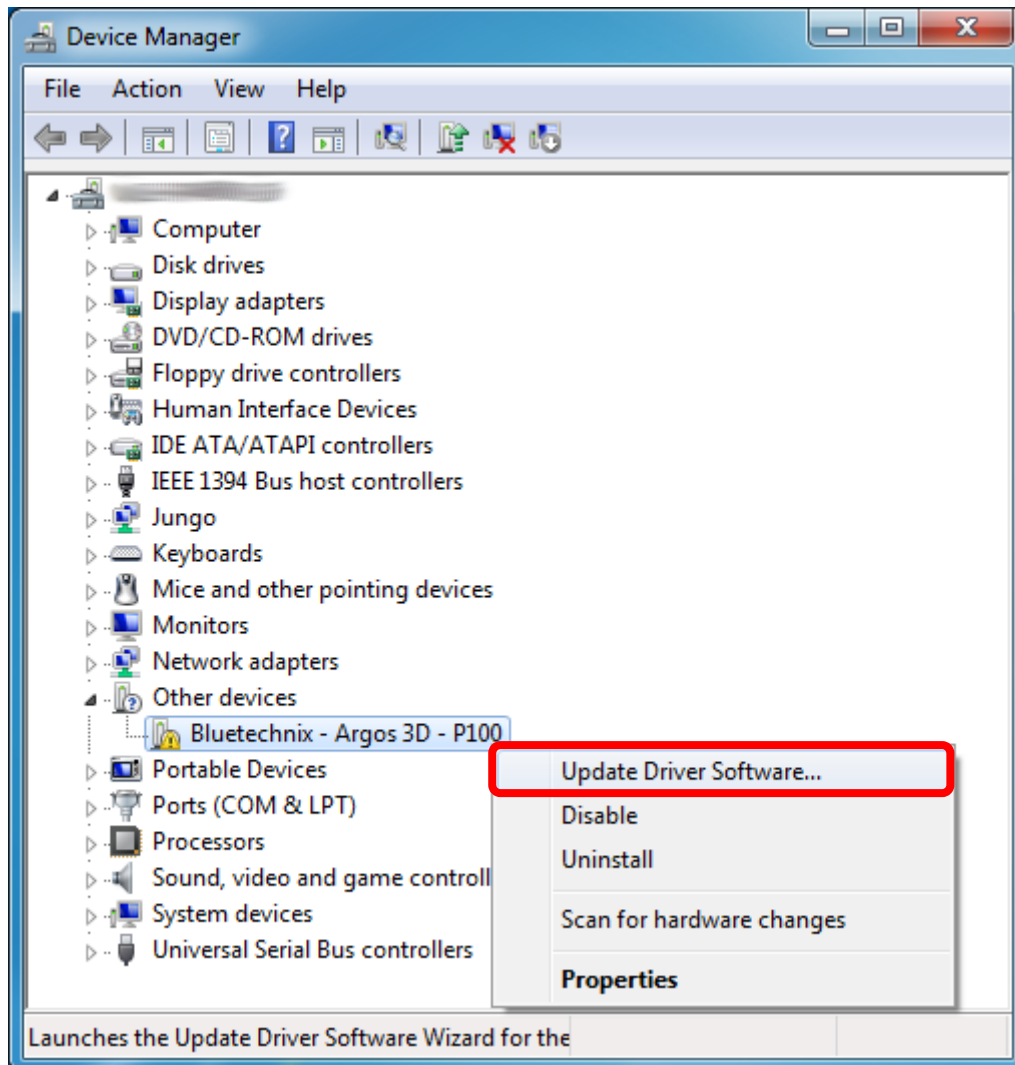 Device Manager
File Action View Help
Computer
Disk drives
Display adapters
DVD/CD-ROM drives
Floppy drive controllers
Human Interface Devices
IDE ATA/ATAPI controllers
IEEE 1394 Bus host controllers
Jungo
Keyboards
Mice and other pointing devices
Monitors
Network adapters
Other devices
Bluetechnix - Argos 3D - P100
Portable Devices
Ports (COM & LPT)
Processors
Sound, video and game controll
System devices
Universal Serial Bus controllers
Update Driver Software...
Disable
Uninstall
Scan for hardware changes
Properties
Launches the Update Driver Software Wizard for the